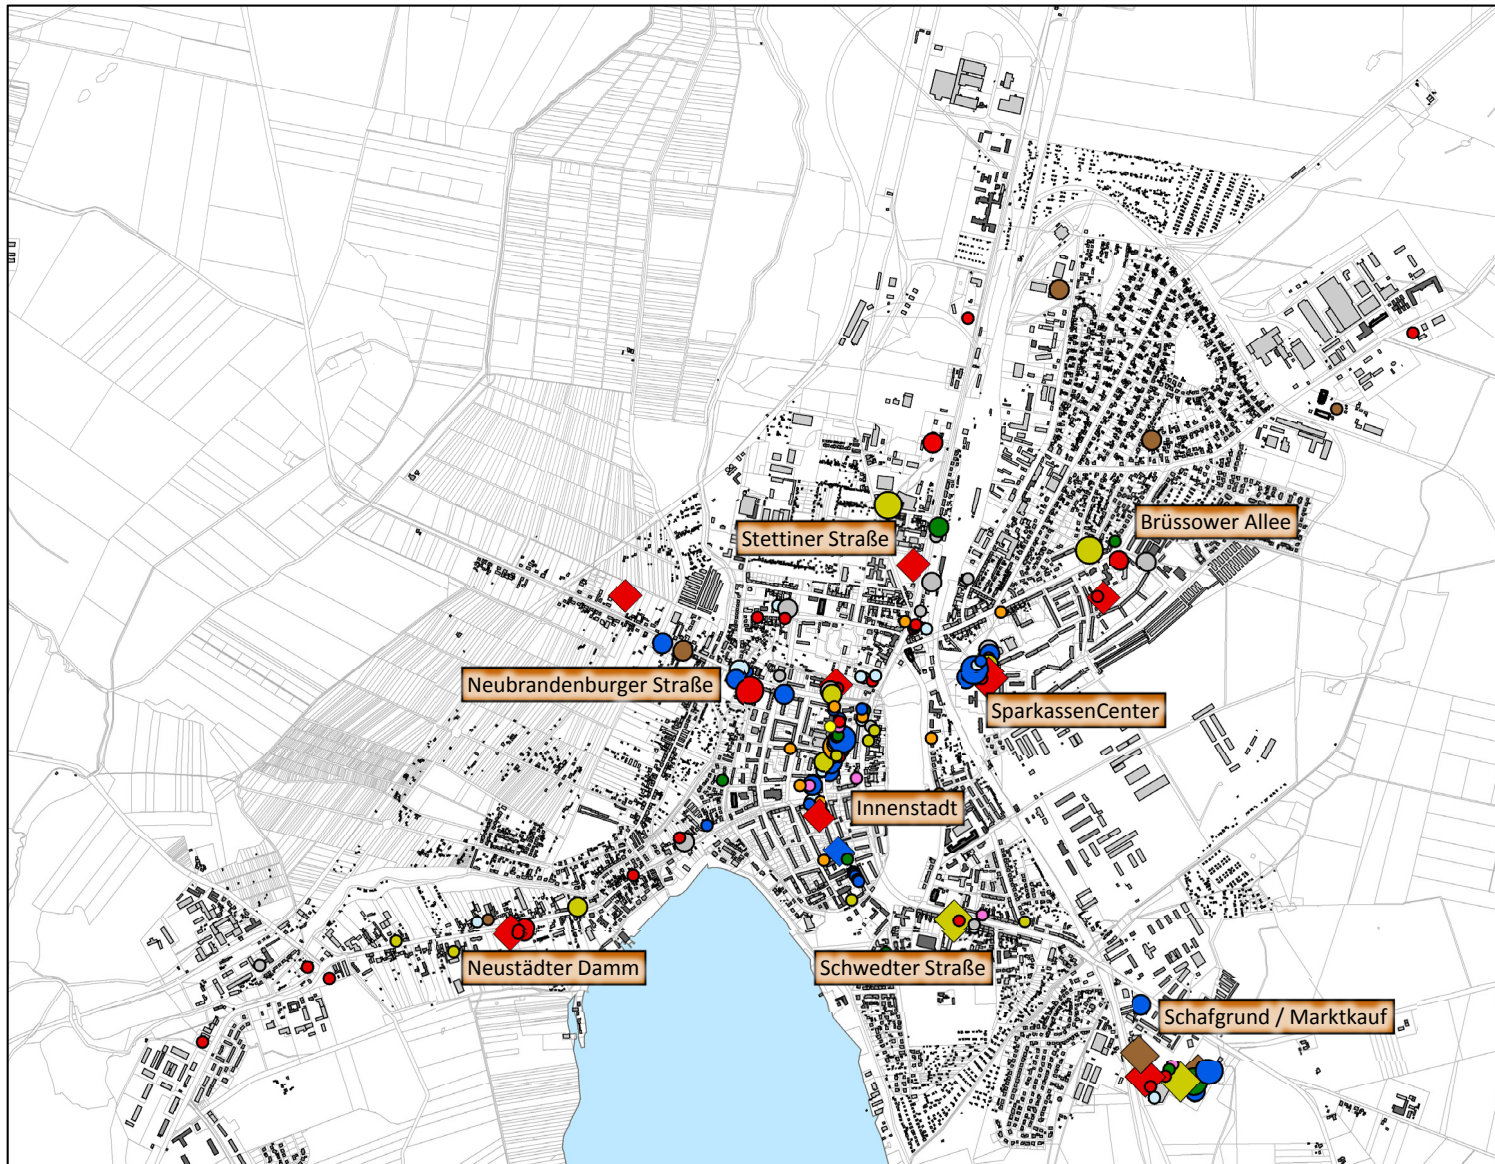 Brüssower Allee
Stettiner Straße
Neubrandenburger Straße
SparkassenCenter
Innenstadt
Neustädter Damm
Schwedter Straße
Schafgrund / Marktkauf